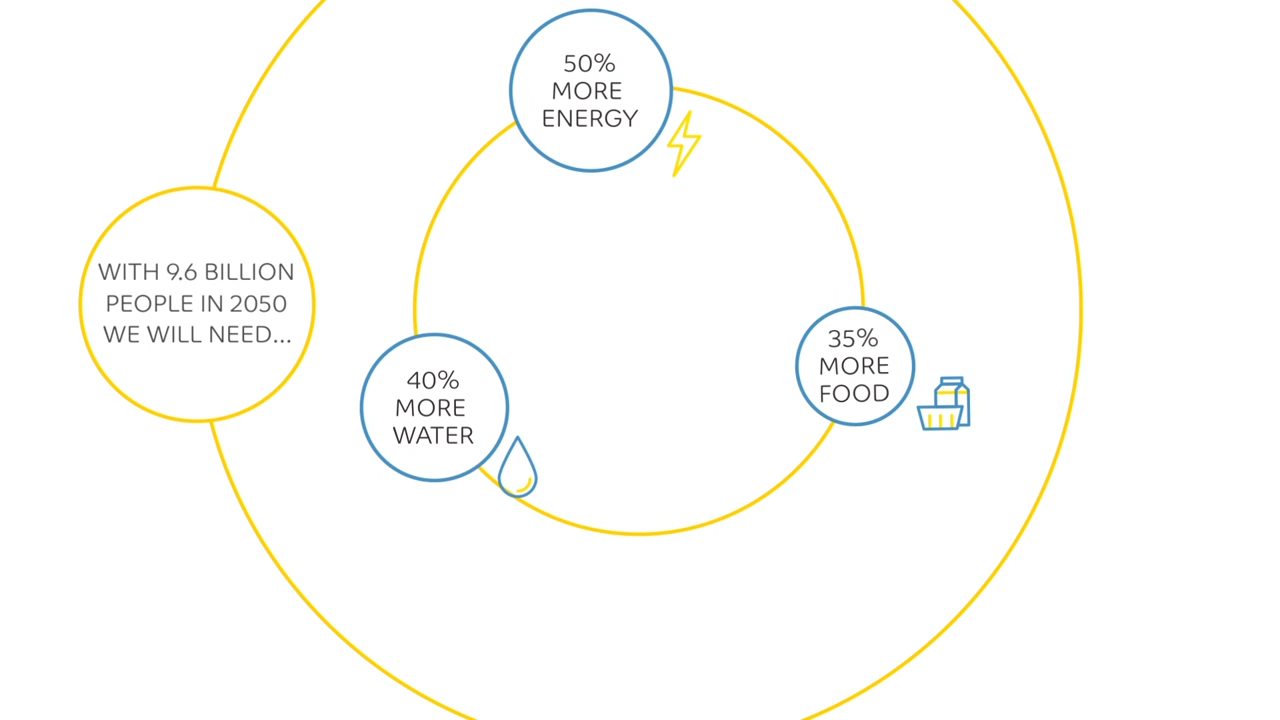 WITH 9.6 BILLION
PEOPLE IN 2050
WE WILL NEED...
50%
MORE
ENERGY
40%
MORE
WATER
35%
MORE
FOOD